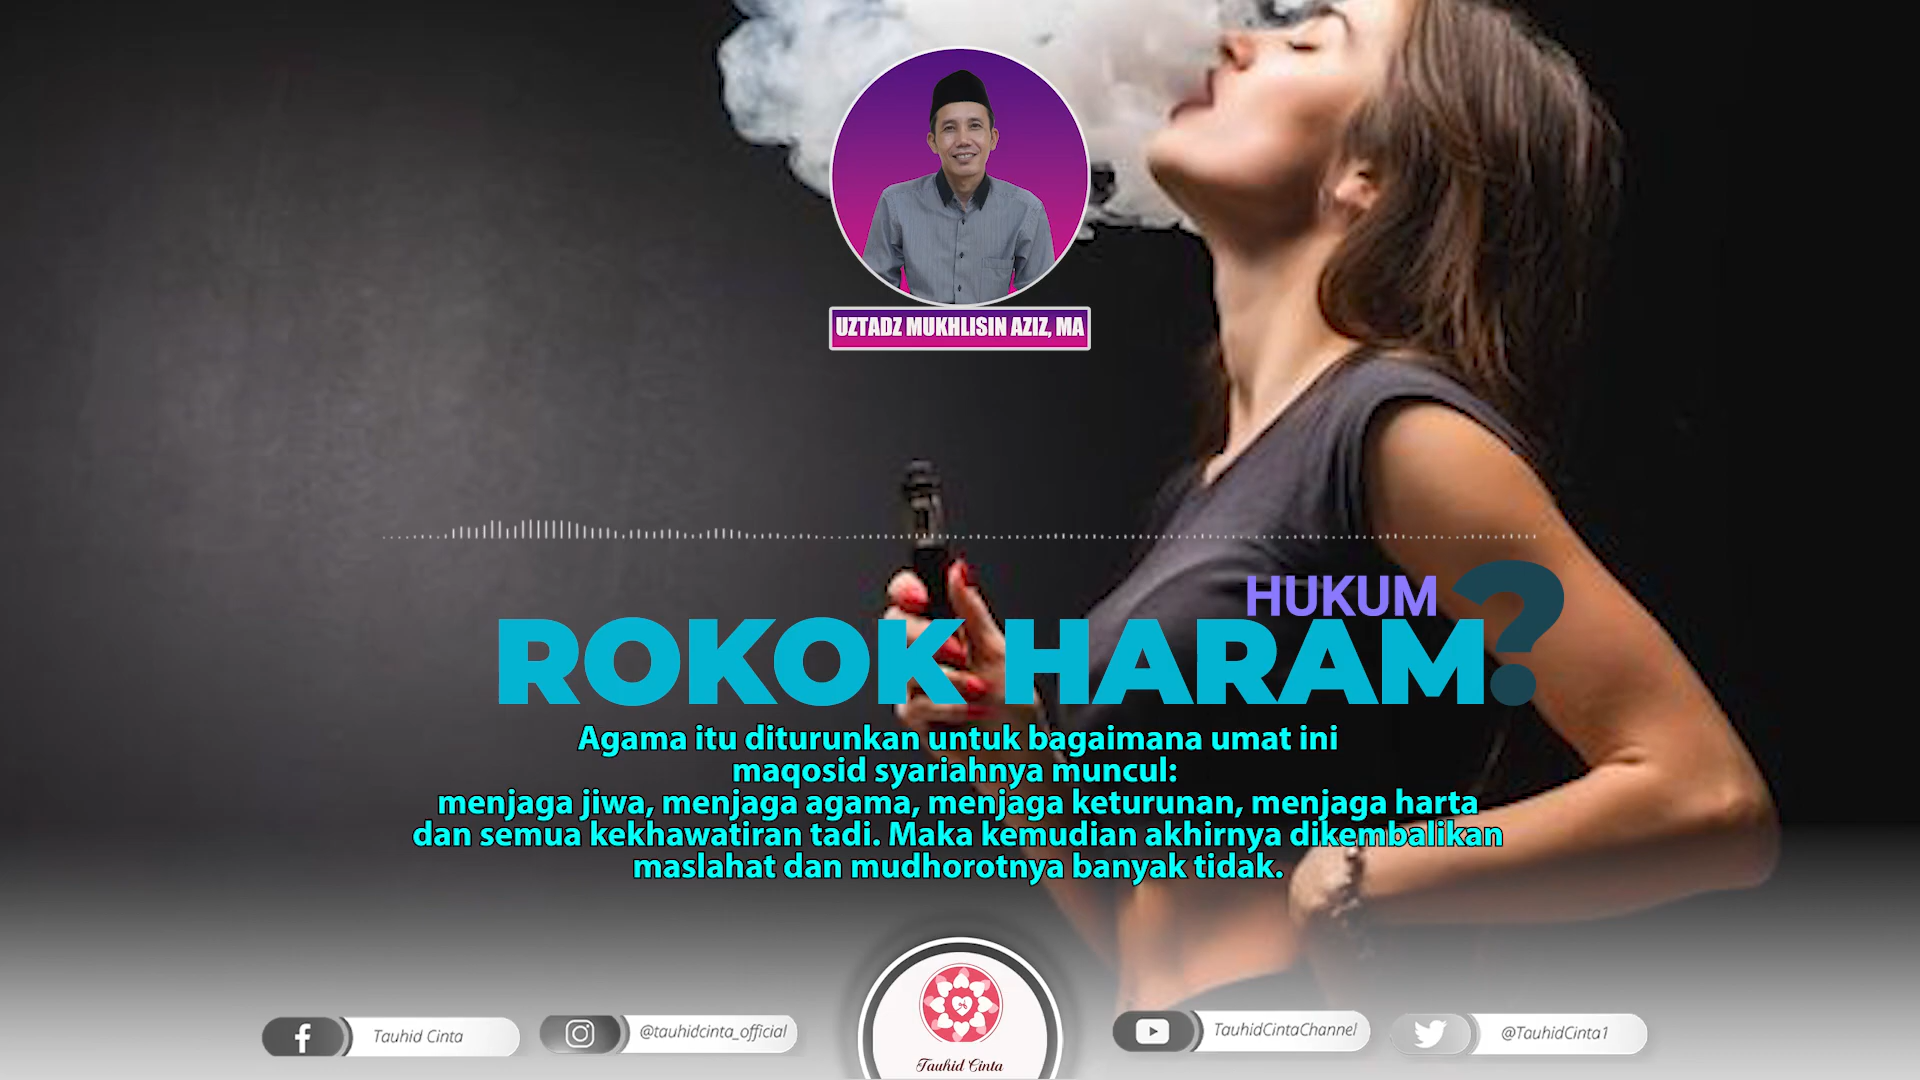 UZTADZ MUKHLISIN AZIZ, MA
HUKUM
ROKOK HARAM?
Agama itu diturunkan untuk bagaimana umat ini
maqosid syariahnya muncul:
menjaga jiwa, menjaga agama, menjaga keturunan, menjaga harta
dan semua kekhawatiran tadi. Maka kemudian akhirnya dikembalikan
maslahat dan mudhorotnya banyak tidak.
Tauhid Cinta
@tauhidcinta_official
Tauhid Cinta
TauhidCintaChannel
@TauhidCinta1